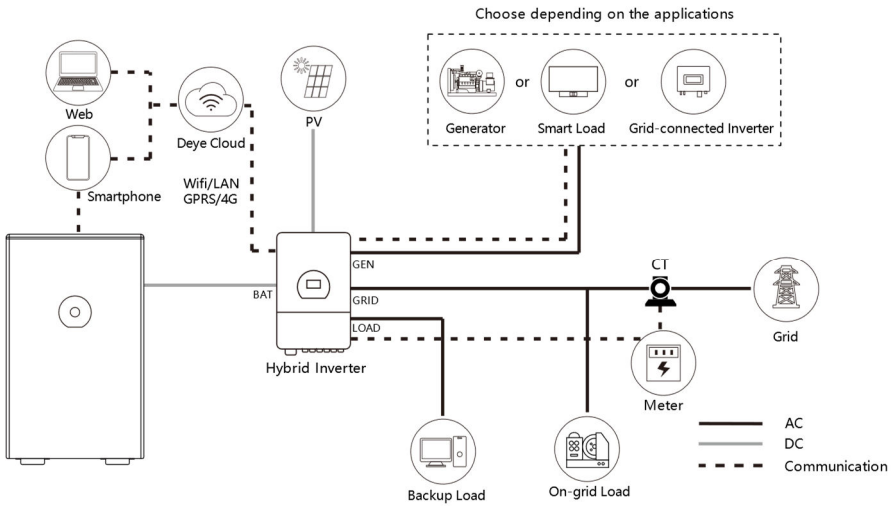 Choose depending on the applications
Web
Deye Cloud
PV
Generator
or
Smart Load
or
Grid-connected Inverter
Smartphone
Wifi/LAN
GPRS/4G
GEN
CT
BAT
GRID
LOAD
Grid
Hybrid Inverter
Meter
AC
DC
Communication
Backup Load
On-grid Load